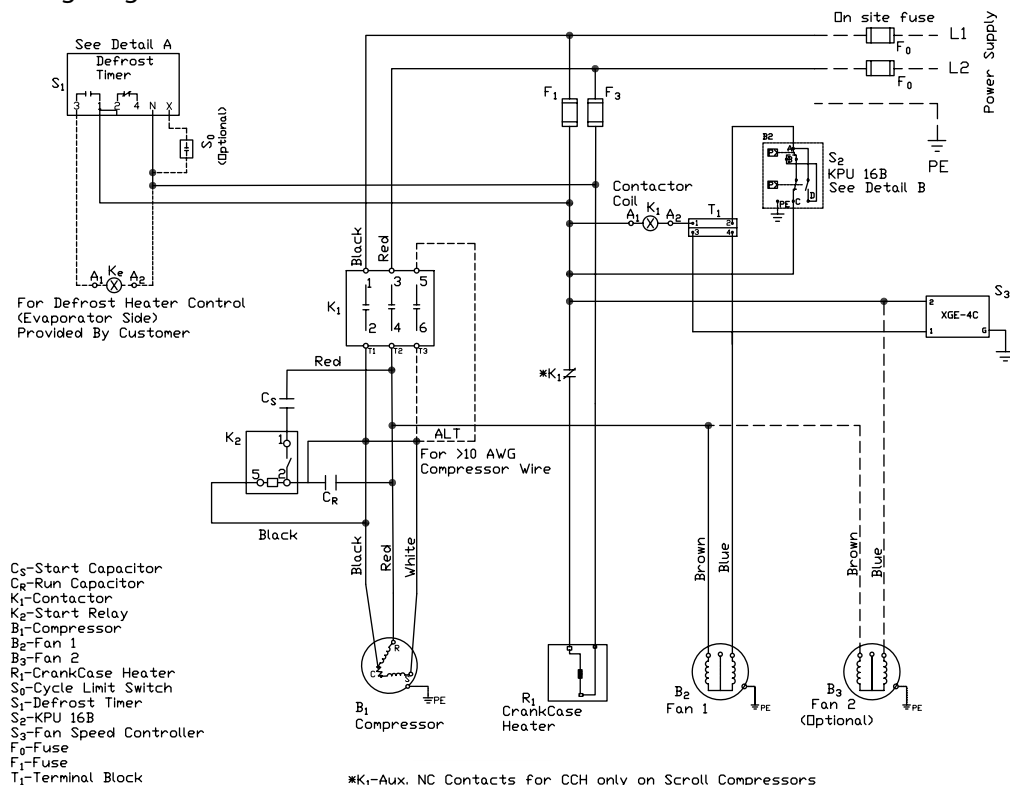 On site fuse
F0
L1
F0
L2
Power Supply
PE
See Detail A
Defrost
Timer
S1
3 1 2 4 N X
S0
(Optional)
F1
F3
B2
P
A
B
P
D
PE C
S2
KPU 16B
See Detail B
Contactor
Coil
A1 K1 A2
T1
1 2
3 4
A1 Ke A2
For Defrost Heater Control
(Evaporator Side)
Provided By Customer
Black
Red
1 3 5
K1
2 4 6
T1 T2 T3
2
XGE-4C
1
G
S3
Red
*K1
CS
K2
1
5 2
CR
ALT
For >10 AWG
Compressor Wire
Black
Black
Red
White
Brown
Blue
Brown
Blue
CS-Start Capacitor
CR-Run Capacitor
K1-Contactor
K2-Start Relay
B1-Compressor
B2-Fan 1
B3-Fan 2
R1-CrankCase Heater
S0-Cycle Limit Switch
S1-Defrost Timer
S2-KPU 16B
S3-Fan Speed Controller
F0-Fuse
F1-Fuse
T1-Terminal Block
R
C
S
PE
B1
Compressor
R1
CrankCase
Heater
B2
Fan 1
PE
B3
Fan 2
(Optional)
PE
*K1-Aux. NC Contacts for CCH only on Scroll Compressors